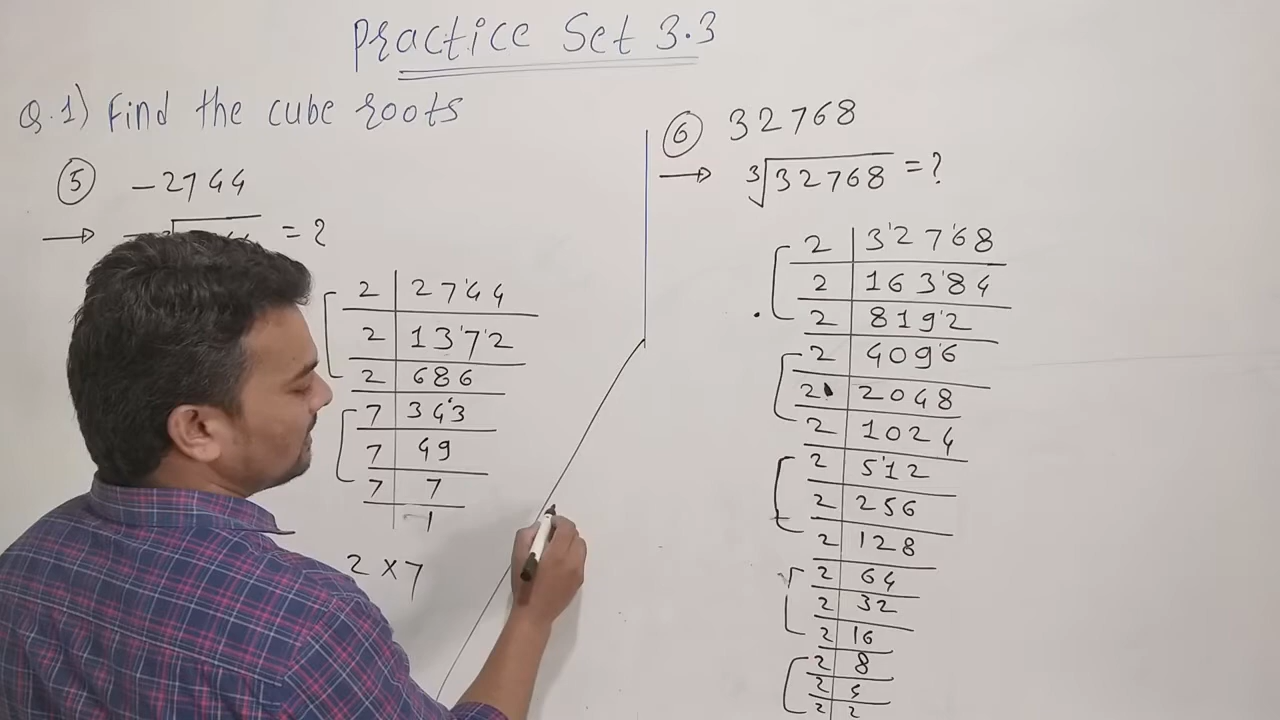 Practice Set 3.3
Q.1) Find the cube roots
⑤ -2744
→ = ?
2 | 2744
2 | 1372
2 | 686
7 | 343
7 | 49
7 | 7
1
2 × 7
⑥ 32768
→ ∛32768 = ?
2 | 32768
2 | 16384
2 | 8192
2 | 4096
2 | 2048
2 | 1024
2 | 512
2 | 256
2 | 128
2 | 64
2 | 32
2 | 16
2 | 8
2 | 4
2 | 2